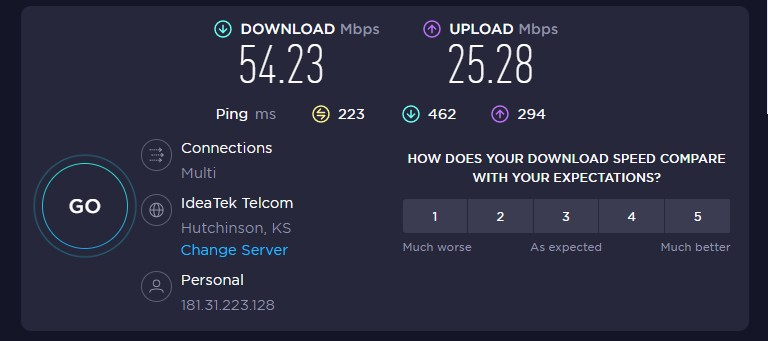 DOWNLOAD Mbps
UPLOAD Mbps
54.23
25.28
Ping ms 223 462 294
Connections
Multi
IdeaTek Telcom
Hutchinson, KS
Change Server
Personal
181.31.223.128
GO
HOW DOES YOUR DOWNLOAD SPEED COMPARE
WITH YOUR EXPECTATIONS?
1 2 3 4 5
Much worse As expected Much better